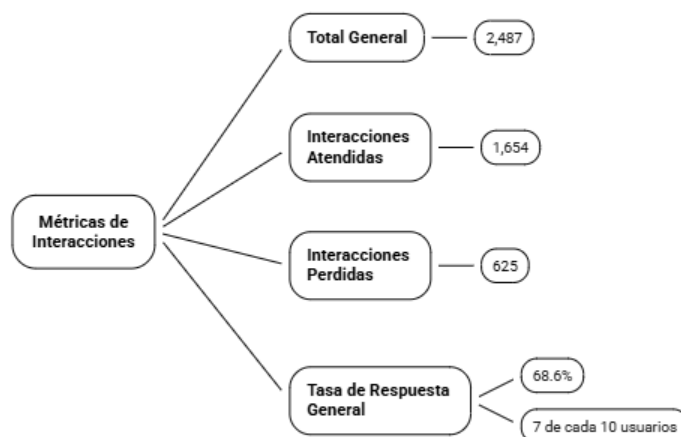 Total General
2,487
Interacciones
Atendidas
1,654
Métricas de
Interacciones
Interacciones
Perdidas
625
Tasa de Respuesta
General
68.6%
7 de cada 10 usuarios